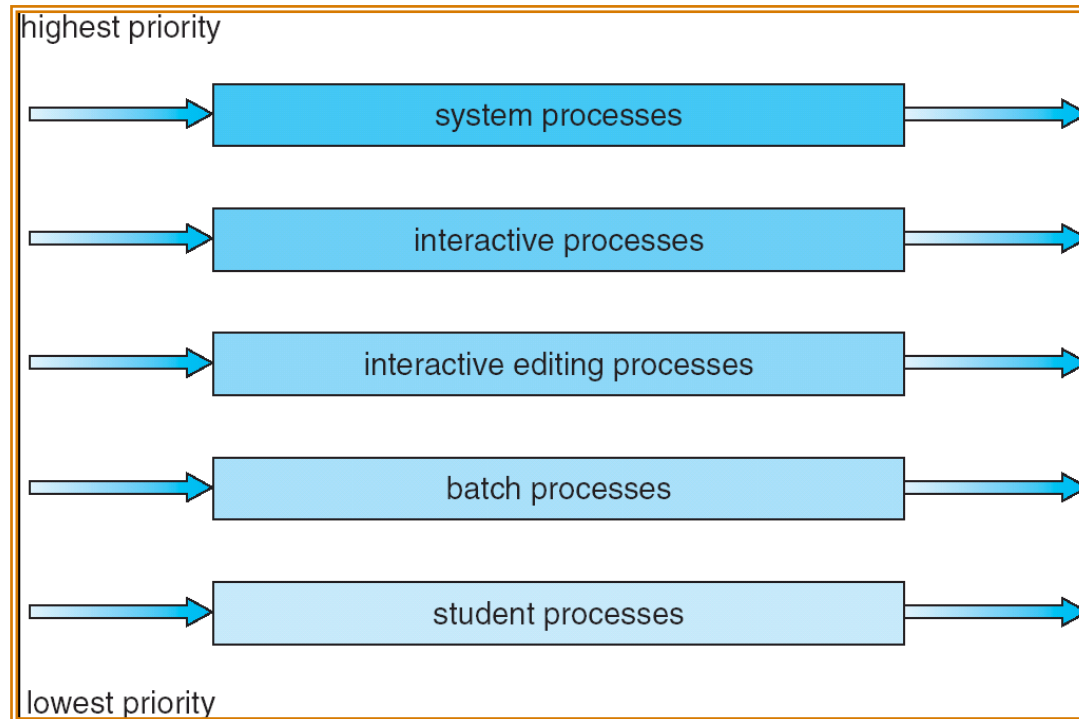 highest priority
system processes
interactive processes
interactive editing processes
batch processes
student processes
lowest priority